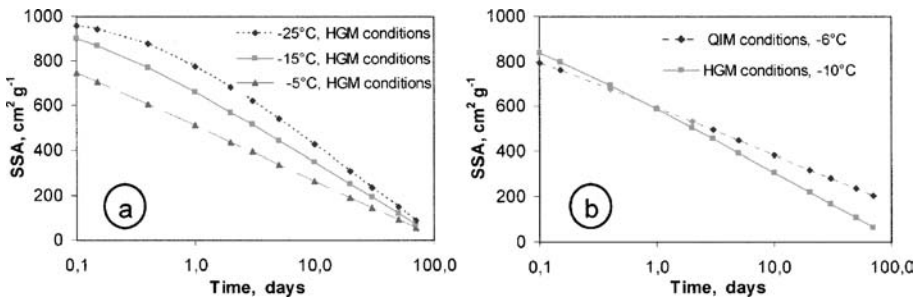 1000
800
600
400
200
0
SSA, cm² g⁻¹
-25°C, HGM conditions
-15°C, HGM conditions
-5°C, HGM conditions
a
0,1 1,0 10,0 100,0
Time, days
1000
800
600
400
200
0
SSA, cm² g⁻¹
QIM conditions, -6°C
HGM conditions, -10°C
b
0,1 1,0 10,0 100,0
Time, days